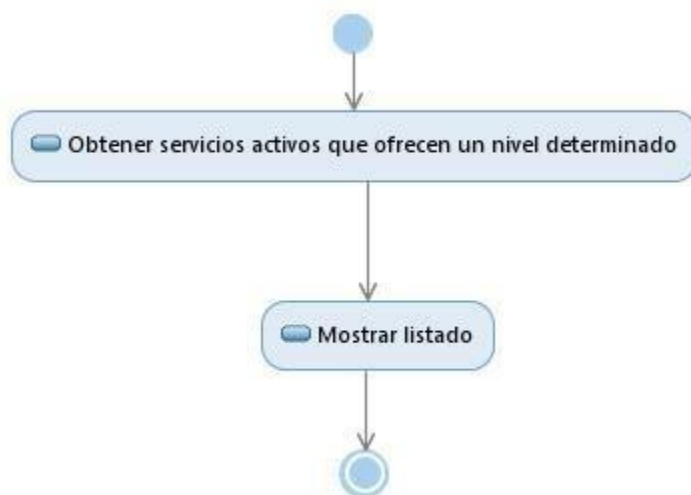 Obtener servicios activos que ofrecen un nivel determinado
Mostrar listado